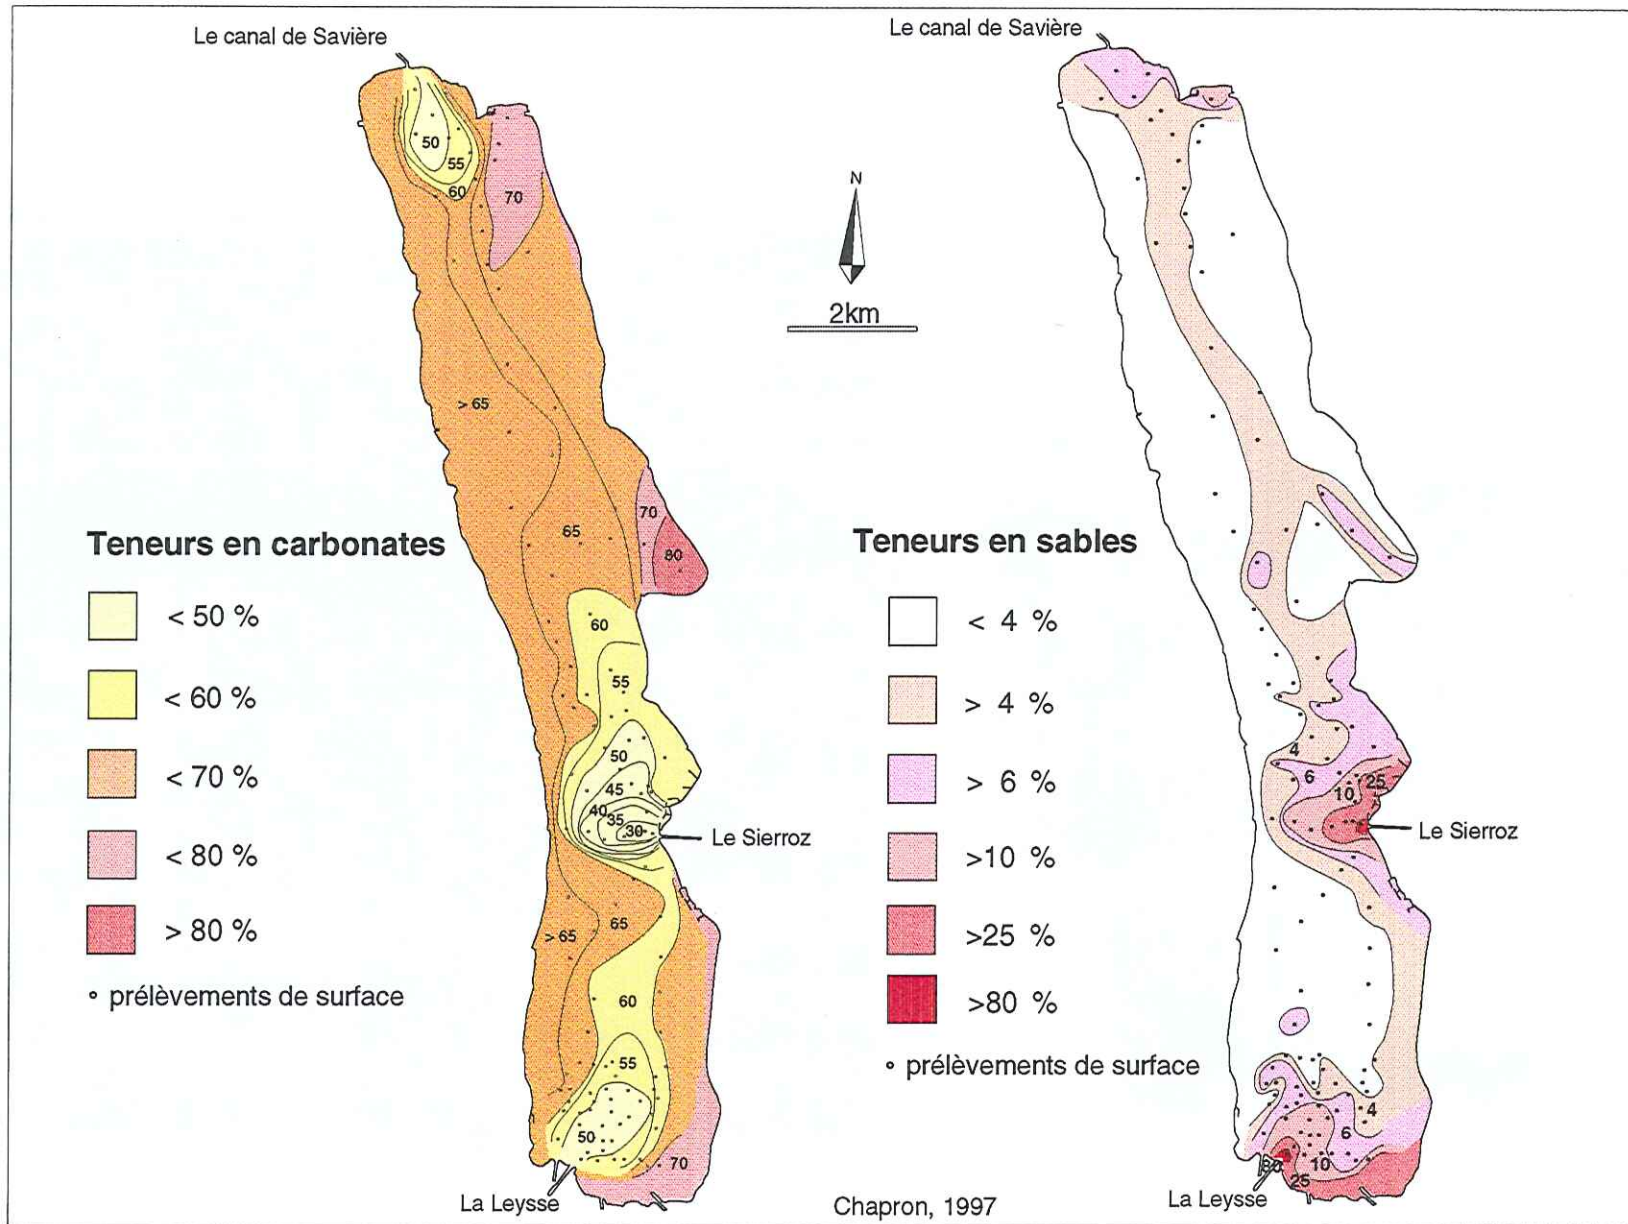 Le canal de Savière
50
55
60
70
> 65
65
70
80
60
55
50
45
40
35
30
Le Sierroz
65
> 65
60
55
50
70
La Leysse
Teneurs en carbonates
< 50 %
< 60 %
< 70 %
< 80 %
> 80 %
prélèvements de surface
N
2km
Le canal de Savière
4
6
10
25
Le Sierroz
4
6
80
10
25
La Leysse
Teneurs en sables
< 4 %
> 4 %
> 6 %
>10 %
>25 %
>80 %
prélèvements de surface
Chapron, 1997